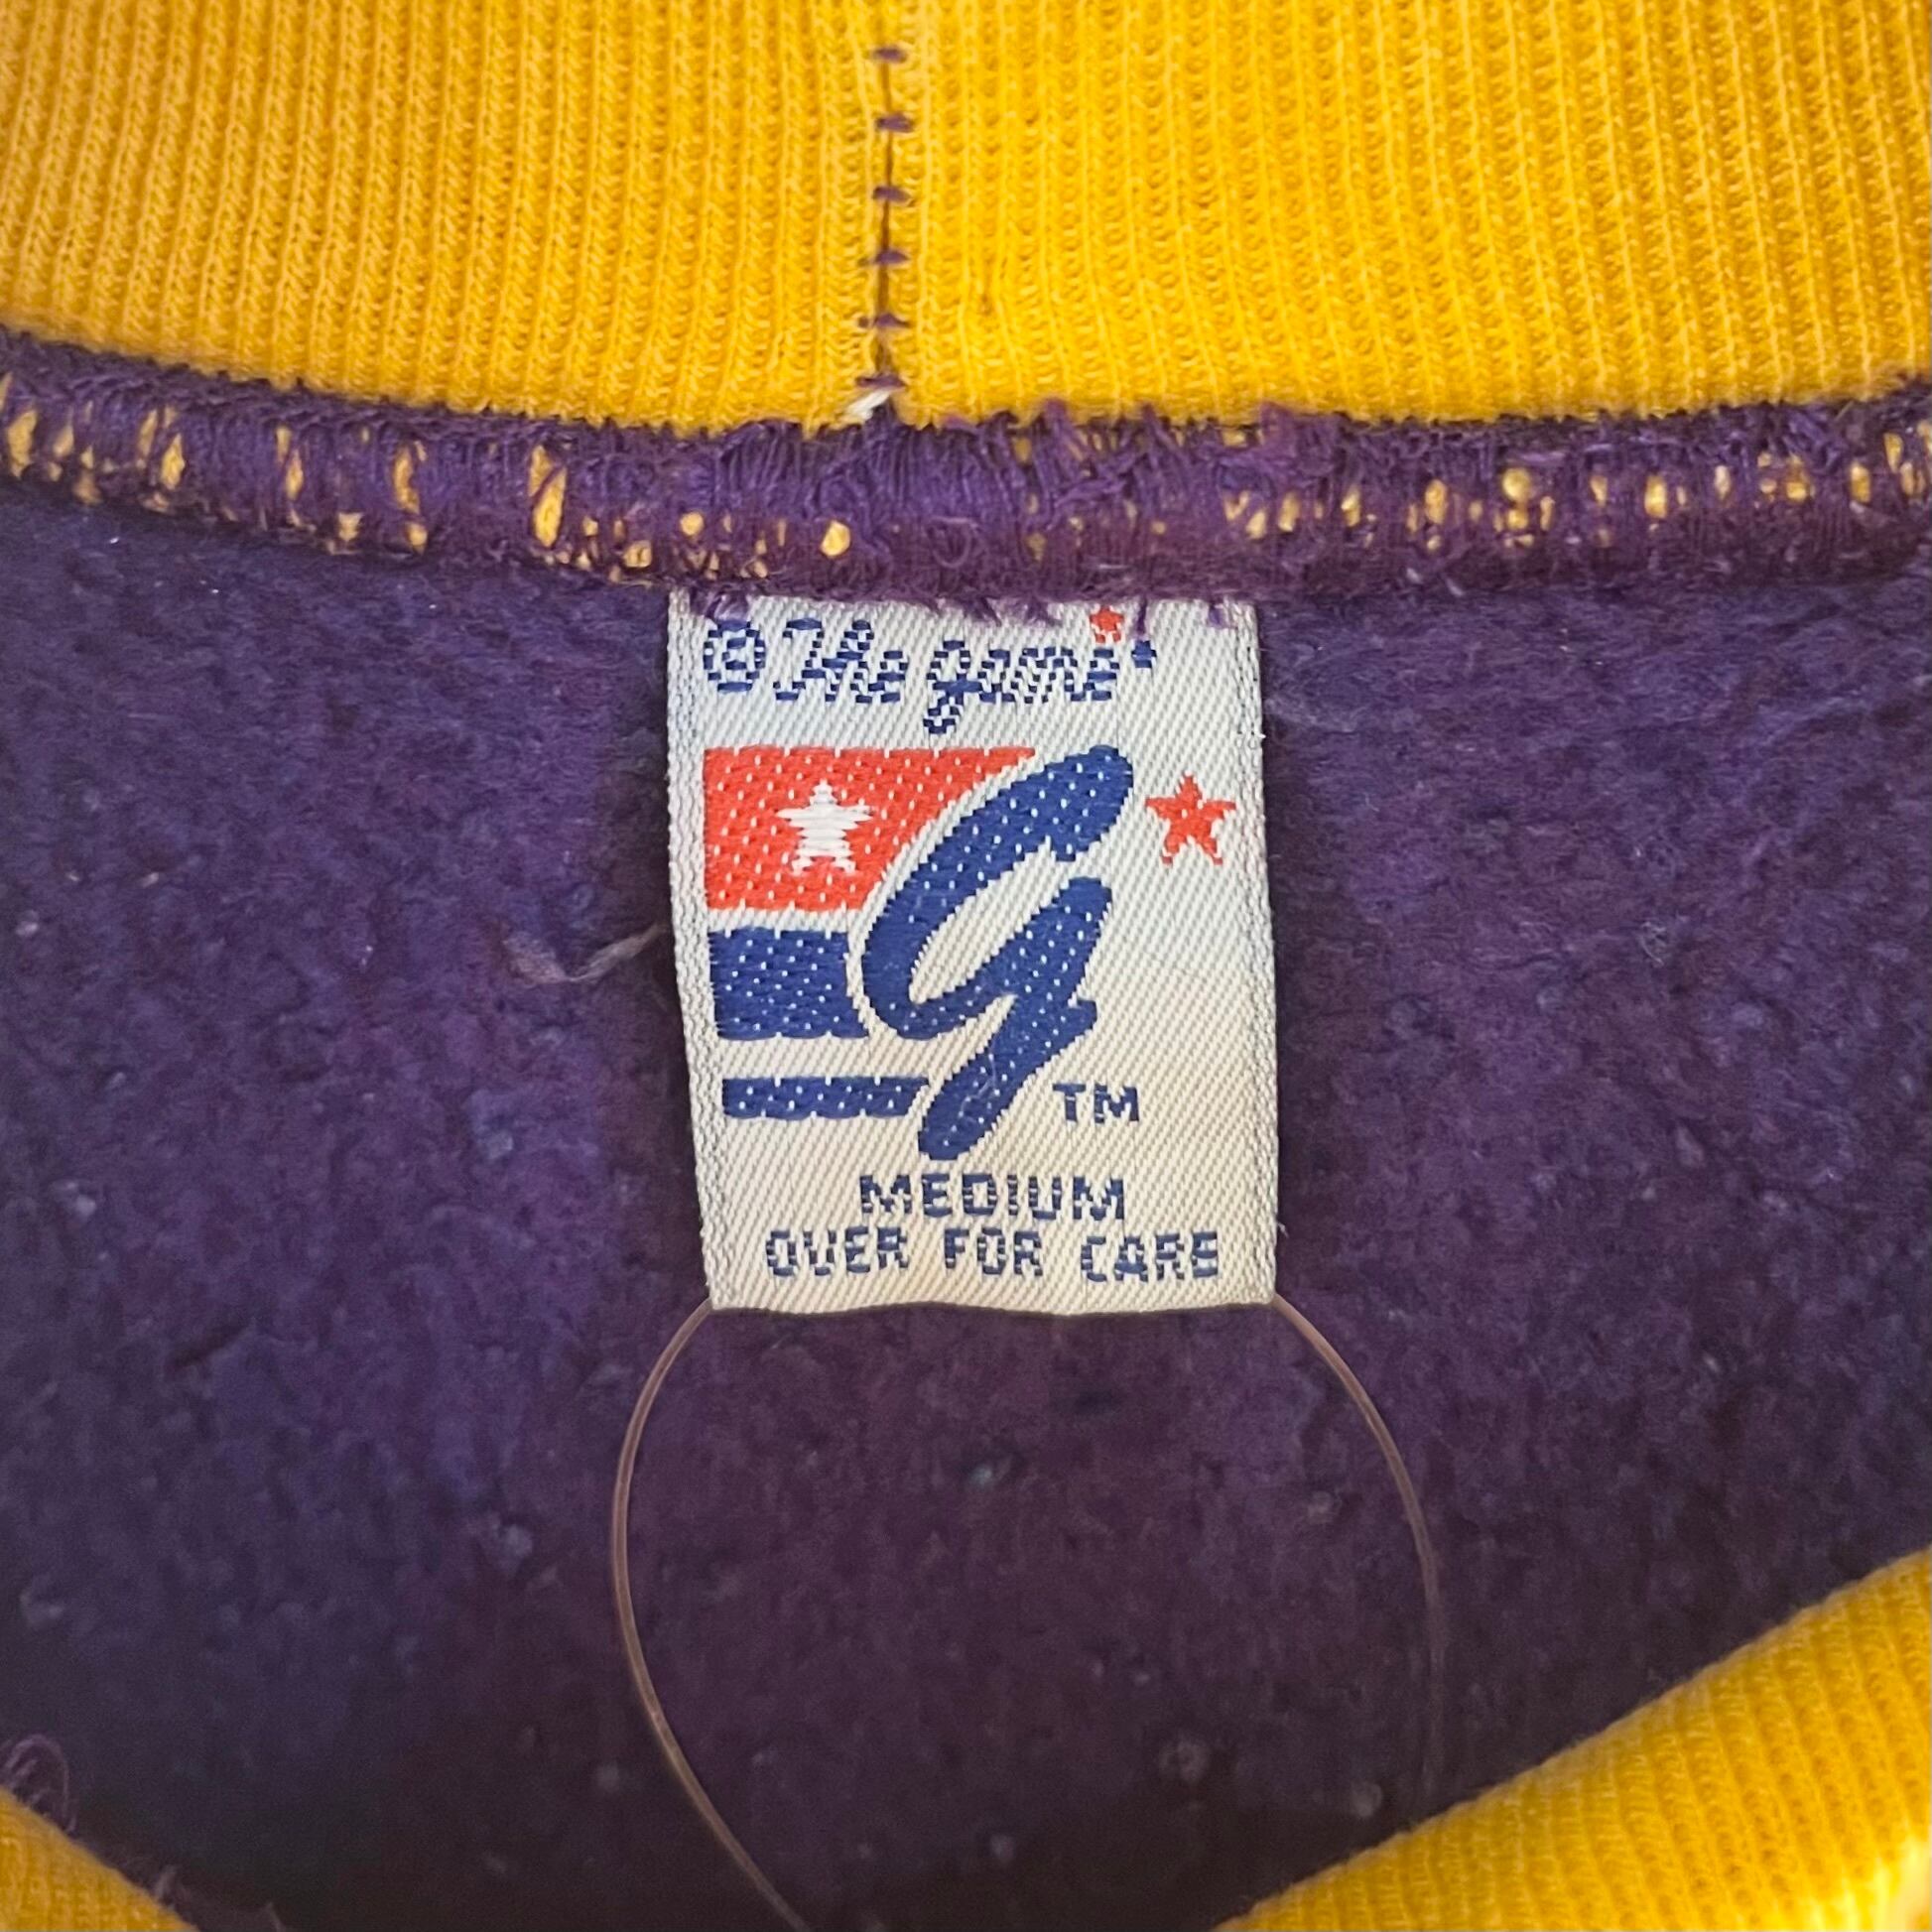 © The game
G TM
MEDIUM
OVER FOR CARE